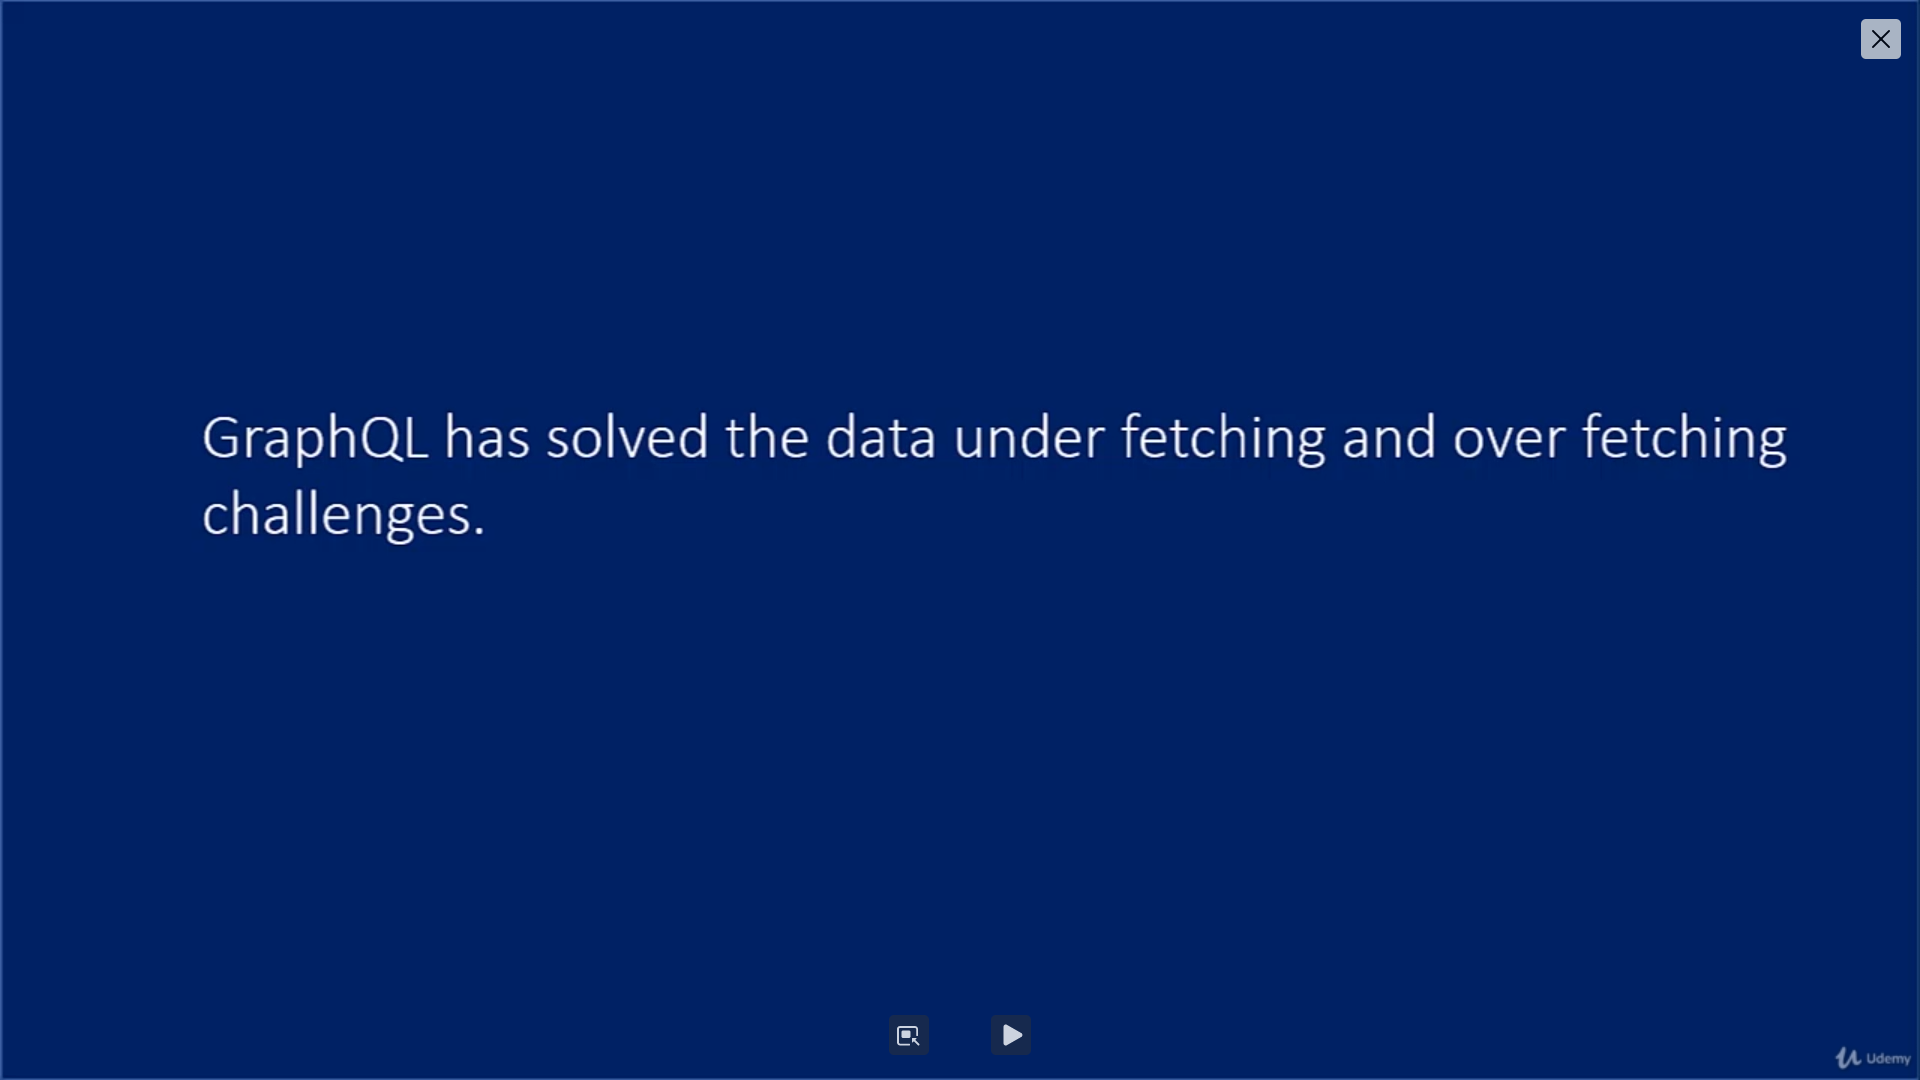 GraphQL has solved the data under fetching and over fetching
challenges.
Udemy